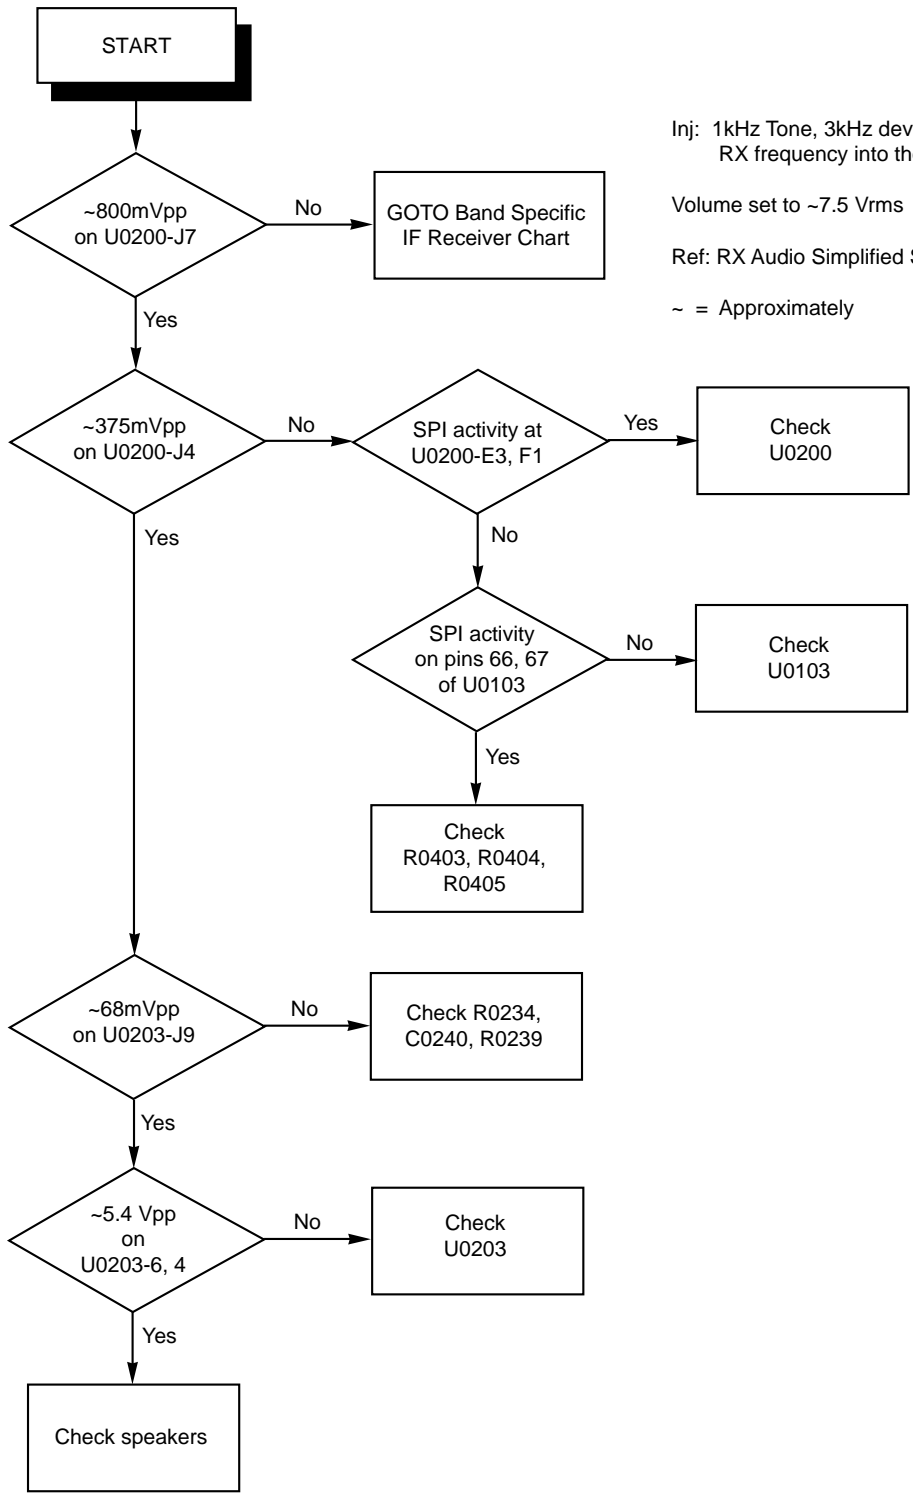 START
Inj: 1kHz Tone, 3kHz dev
RX frequency into
Volume set to ~7.5 Vrms
Ref: RX Audio Simplified
~ = Approximately
~800mVpp
on U0200-J7
No
GOTO Band Specific
IF Receiver Chart
Yes
~375mVpp
on U0200-J4
No
SPI activity at
U0200-E3, F1
Yes
Check
U0200
Yes
No
SPI activity
on pins 66, 67
of U0103
No
Check
U0103
Yes
Check
R0403, R0404,
R0405
~68mVpp
on U0203-J9
No
Check R0234,
C0240, R0239
Yes
~5.4 Vpp
on
U0203-6, 4
No
Check
U0203
Yes
Check speakers